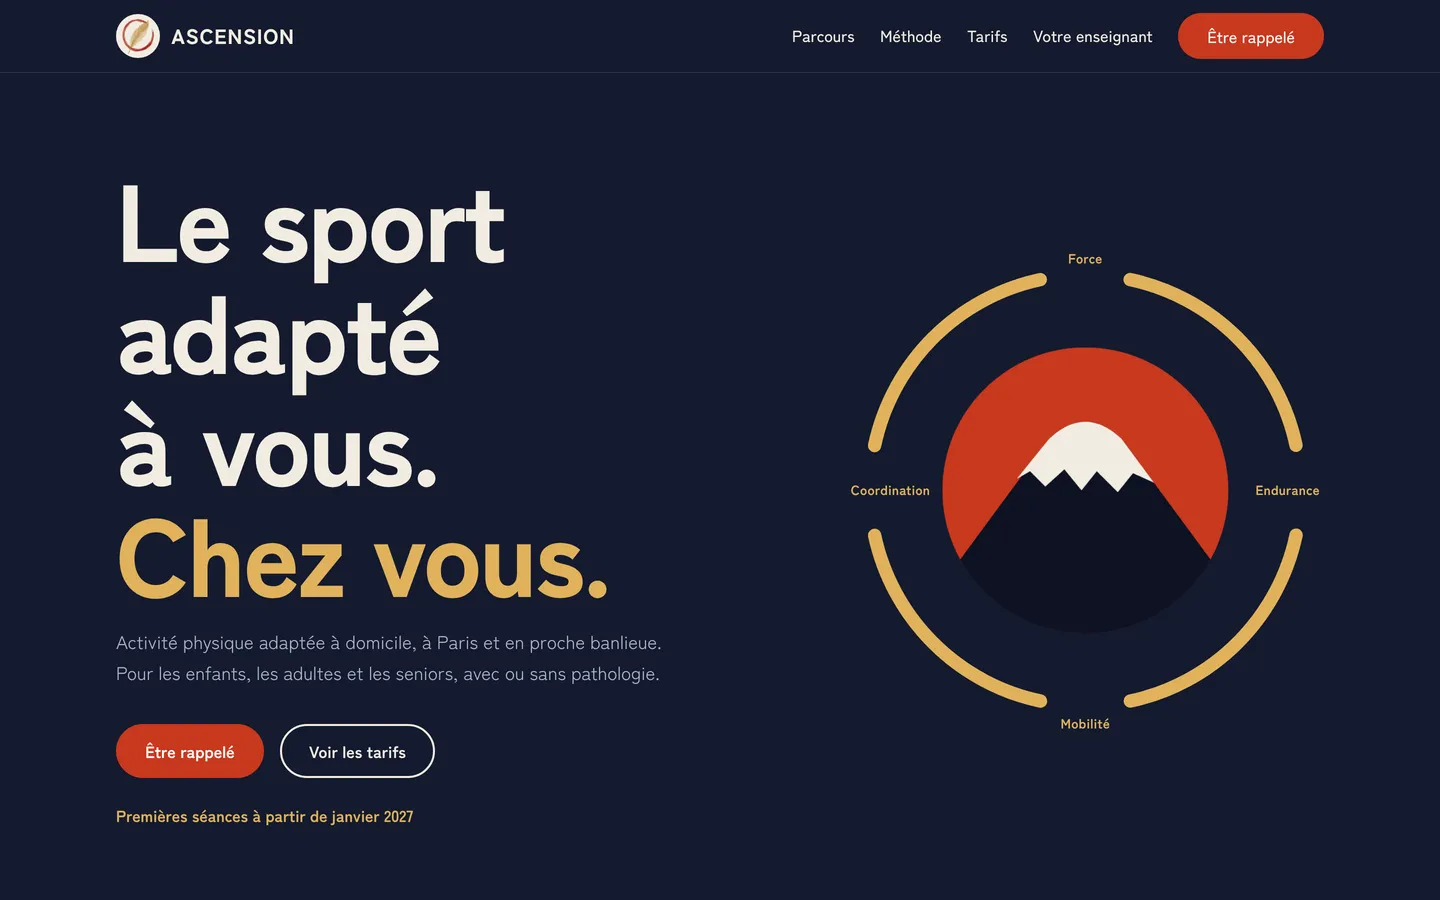 ASCENSION
Parcours
Méthode
Tarifs
Votre enseignant
Être rappelé
Le sport
adapté
à vous.
Chez vous.
Activité physique adaptée à domicile, à Paris et en proche banlieue.
Pour les enfants, les adultes et les seniors, avec ou sans pathologie.
Être rappelé
Voir les tarifs
Premières séances à partir de janvier 2027
Force
Coordination
Endurance
Mobilité